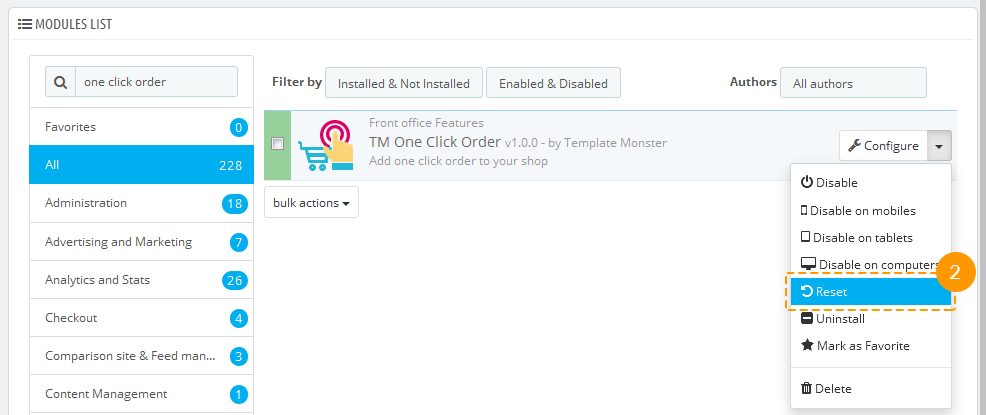 MODULES LIST
one click order
Favorites 0
All 228
Administration 18
Advertising and Marketing 7
Analytics and Stats 26
Checkout 4
Comparison site & Feed man... 3
Content Management 1
Filter by Installed & Not Installed Enabled & Disabled Authors All authors
Front office Features
TM One Click Order v1.0.0 - by Template Monster
Add one click order to your shop
Configure
bulk actions
Disable
Disable on mobiles
Disable on tablets
Disable on computers
2
Reset
Uninstall
Mark as Favorite
Delete